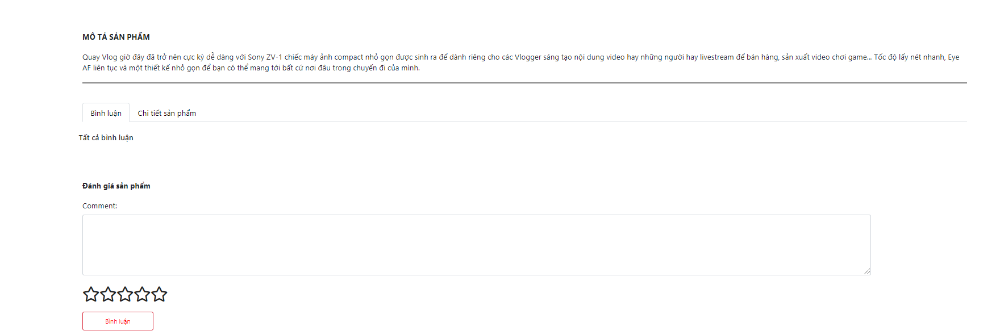 MÔ TẢ SẢN PHẨM
Quay Vlog giờ đây đã trở nên cực kỳ dễ dàng với Sony ZV-1 chiếc máy ảnh compact nhỏ gọn được sinh ra để dành riêng cho các Vlogger sáng tạo nội dung video hay những người hay livestream để bán hàng, sản xuất video chơi game... Tốc độ lấy nét nhanh, Eye
AF liên tục và một thiết kế nhỏ gọn để bạn có thể mang tới bất cứ nơi đâu trong chuyến đi của mình.
Bình luận Chi tiết sản phẩm
Tất cả bình luận
Đánh giá sản phẩm
Comment:
Bình luận